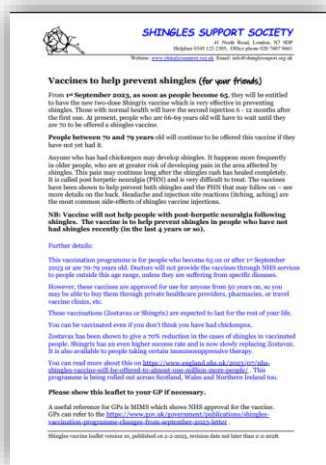 SHINGLES SUPPORT SOCIETY
41 North Road, London, N7 9DP
Helpline 0345 123 2305, Office phone 020 7607 9661
Website: www.shinglessupport.org.uk Email: info@shinglessupport.org.uk
Vaccines to help prevent shingles (for your friends)
From 1st September 2023, as soon as people become 65, they will be entitled
to have the new two-dose Shingrix vaccine which is very effective in preventing
shingles. Those with normal health will have the second injection 6 - 12 months after
the first one. At present, people who are 66-69 years old will have to wait until they
are 70 to be offered a shingles vaccine.
People between 70 and 79 years old will continue to be offered this vaccine if they
have not yet had it.
Anyone who has had chickenpox may develop shingles. It happens more frequently
in older people, who are at greater risk of developing pain in the area affected by
shingles. This pain may continue long after the shingles rash has healed completely.
It is called post herpetic neuralgia (PHN) and is very difficult to treat. The vaccines
have been shown to help prevent both shingles and the PHN that may follow on – see
more details on the back. Headache and injection site reactions (itching, aching) are
the most common side-effects of shingles vaccine injections.
NB: Vaccine will not help people with post-herpetic neuralgia following
shingles. The vaccine is to help prevent shingles in people who have not
had shingles recently (in the last 4 years or so).
Further details:
This vaccination programme is for people who become 65 on or after 1st September
2023 or are 70-79 years old. Doctors will not provide the vaccines through NHS services
to people outside this age range, unless they are suffering from specific diseases.
However, these vaccines are approved for use for anyone from 50 years on, so you
may be able to buy them through private healthcare providers, pharmacies, or travel
vaccine clinics, etc.
These vaccinations (Zostavax or Shingrix) are expected to last for the rest of your life.
You can be vaccinated even if you don't think you have had chickenpox.
Zostavax has been shown to give a 70% reduction in the cases of shingles in vaccinated
people. Shingrix has an even higher success rate and is now slowly replacing Zostavax.
It is also available to people taking certain immunosuppressive therapy.
You can read more about this on https://www.england.nhs.uk/2023/07/nhs-
shingles-vaccine-will-be-offered-to-almost-one-million-more-people/ . This
programme is being rolled out across Scotland, Wales and Northern Ireland too.
Please show this leaflet to your GP if necessary.
A useful reference for GPs is MIMS which shows NHS approval for the vaccine.
GPs can refer to the https://www.gov.uk/government/publications/shingles-
vaccination-programme-changes-from-september-2023-letter .
Shingles vaccine leaflet version 10, published on 2-2-2023, revision date not later than 2-2-2028.